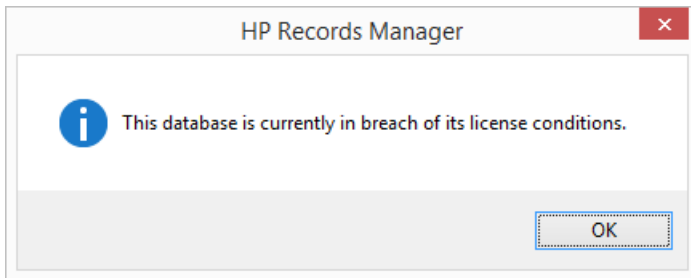 HP Records Manager
This database is currently in breach of its license conditions.
OK